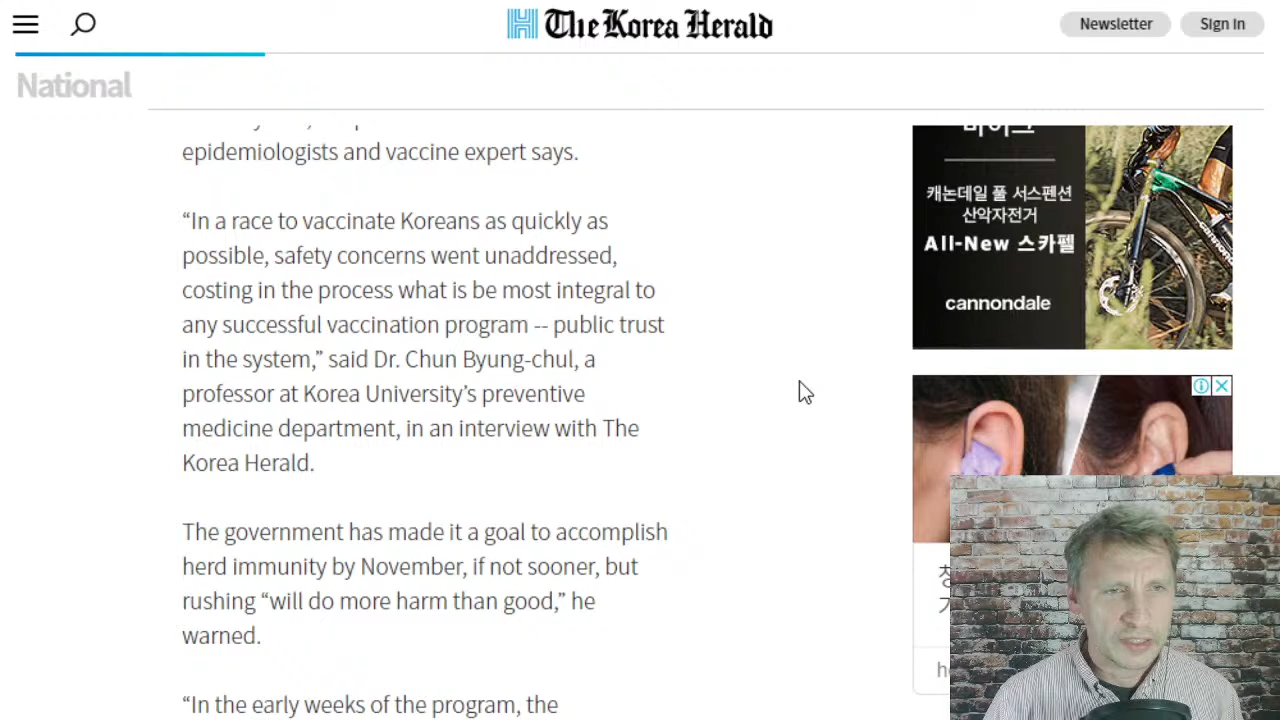 The Korea Herald
Newsletter
Sign In
National
epidemiologists and vaccine expert says.
“In a race to vaccinate Koreans as quickly as
possible, safety concerns went unaddressed,
costing in the process what is be most integral to
any successful vaccination program -- public trust
in the system,” said Dr. Chun Byung-chul, a
professor at Korea University’s preventive
medicine department, in an interview with The
Korea Herald.
The government has made it a goal to accomplish
herd immunity by November, if not sooner, but
rushing “will do more harm than good,” he
warned.
“In the early weeks of the program, the
캐논데일 풀 서스펜션
산악자전거
All-New 스카펠
cannondale